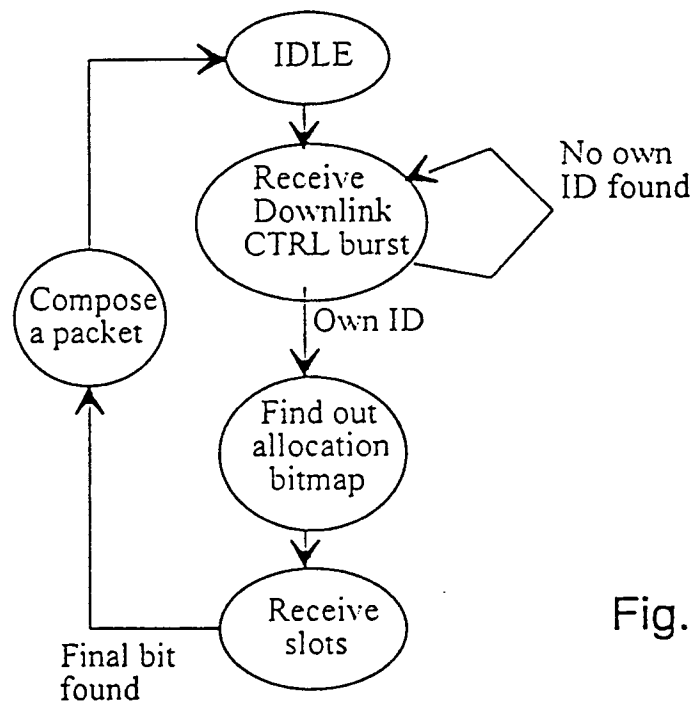 IDLE
Receive
Downlink
CTRL burst
No own
ID found
Compose
a packet
Own ID
Find out
allocation
bitmap
Receive
slots
Final bit
found
Fig.